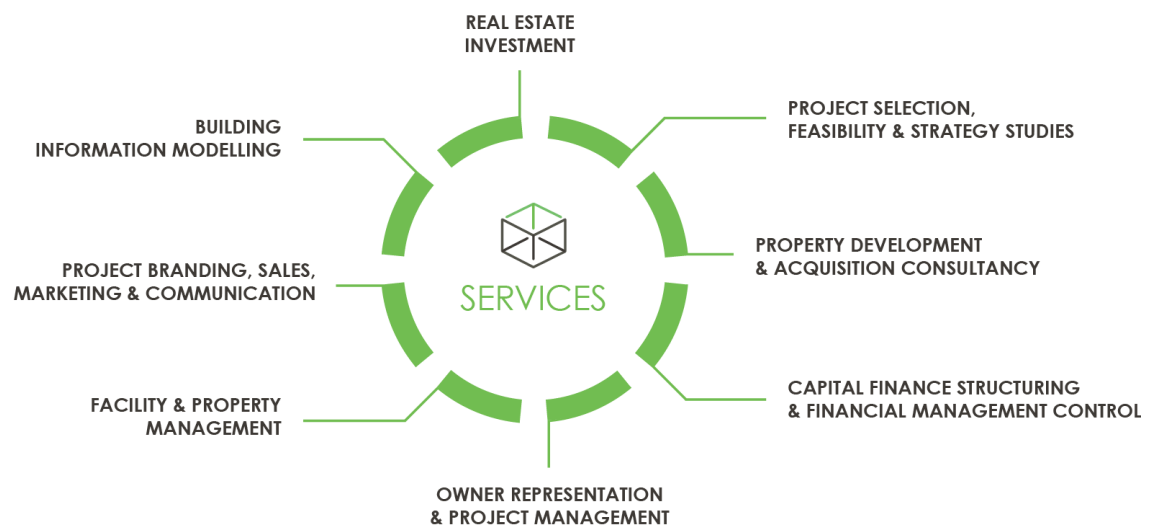 REAL ESTATE
INVESTMENT
PROJECT SELECTION,
FEASIBILITY & STRATEGY STUDIES
BUILDING
INFORMATION MODELLING
PROPERTY DEVELOPMENT
& ACQUISITION CONSULTANCY
PROJECT BRANDING, SALES,
MARKETING & COMMUNICATION
SERVICES
CAPITAL FINANCE STRUCTURING
& FINANCIAL MANAGEMENT CONTROL
FACILITY & PROPERTY
MANAGEMENT
OWNER REPRESENTATION
& PROJECT MANAGEMENT